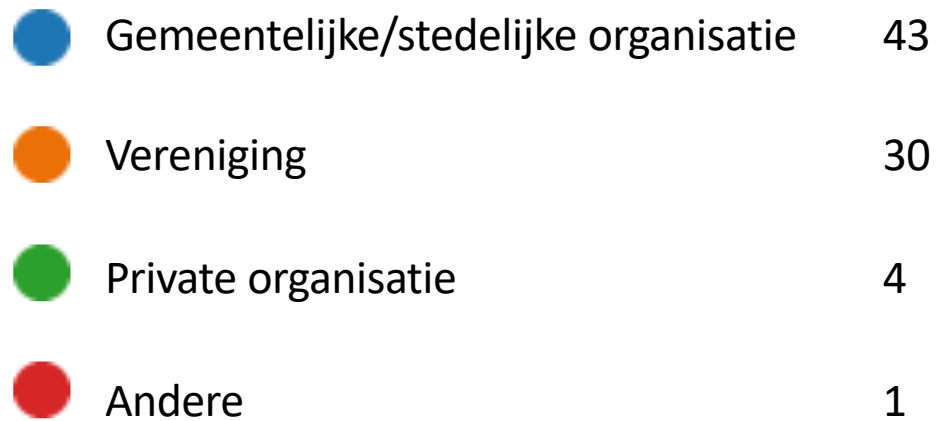 Gemeentelijke/stedelijke organisatie 43
Vereniging 30
Private organisatie 4
Andere 1